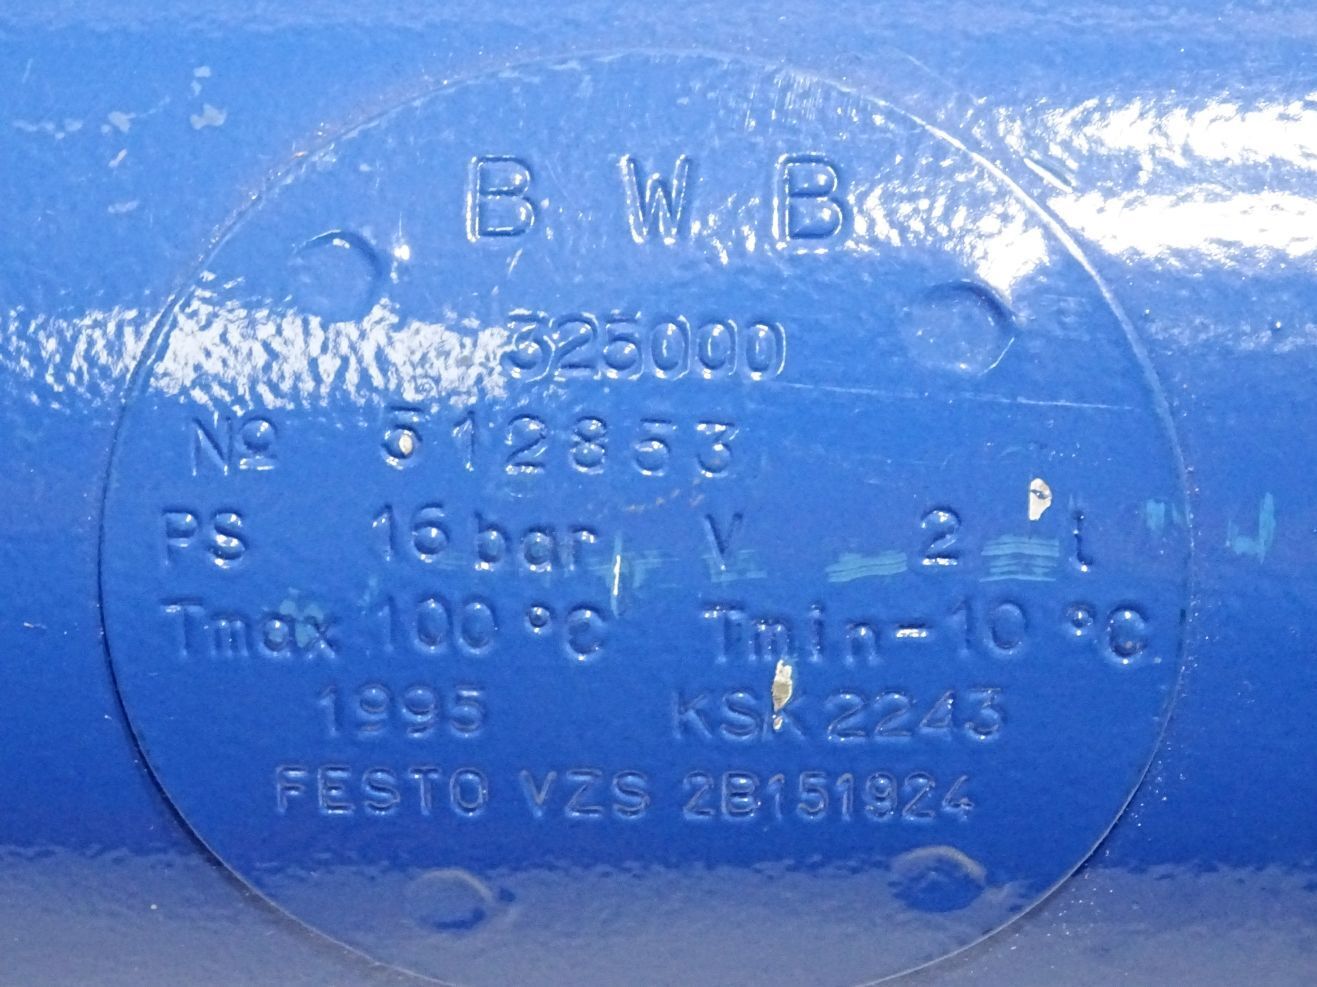 B W B
325000
Nº 512853
PS 16 bar V 2 l
Tmax 100 °C Tmin -10 °C
1995 KSK 2243
FESTO VZS 2B151924